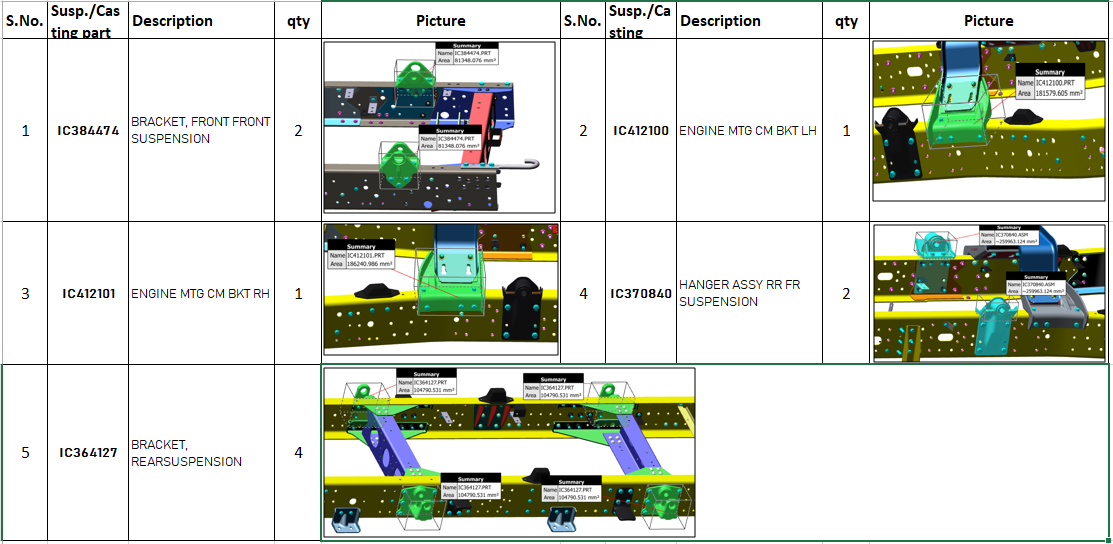 S.No. Susp./Cas Description qty Picture S.No. Susp./Ca Description qty Picture
ting part sting
1 IC384474 BRACKET, FRONT FRONT
SUSPENSION 2
Summary
Name IC384474.PRT
Area 81348.076 mm²
Summary
Name IC384474.PRT
Area 81348.076 mm²
2 IC412100 ENGINE MTG CM BKT LH 1
Summary
Name IC412100.PRT
Area 181579.605 mm²
3 IC412101 ENGINE MTG CM BKT RH 1
Summary
Name IC412101.PRT
Area 186240.986 mm²
4 IC370840 HANGER ASSY RR FR
SUSPENSION 2
Summary
Name IC370840.ASM
Area ~259963.124 mm²
Summary
Name IC370840.ASM
Area ~259963.124 mm²
5 IC364127 BRACKET,
REARSUSPENSION 4
Summary
Name IC364127.PRT
Area 104790.531 mm²
Summary
Name IC364127.PRT
Area 104790.531 mm²
Summary
Name IC364127.PRT
Area 104790.531 mm²
Summary
Name IC364127.PRT
Area 104790.531 mm²